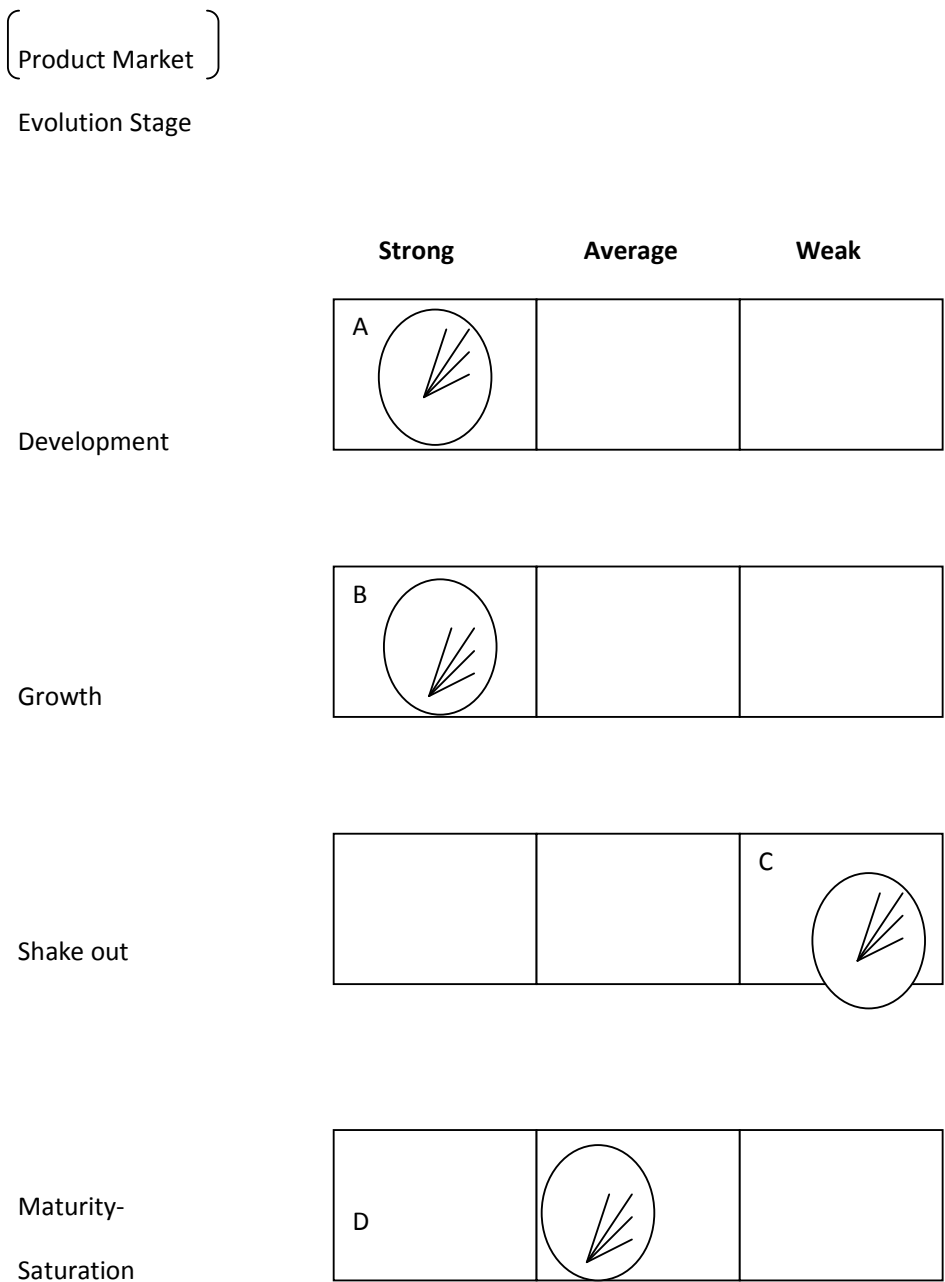 Product Market
Evolution Stage
Strong Average Weak
A
Development
B
Growth
C
Shake out
Maturity-
D
Saturation